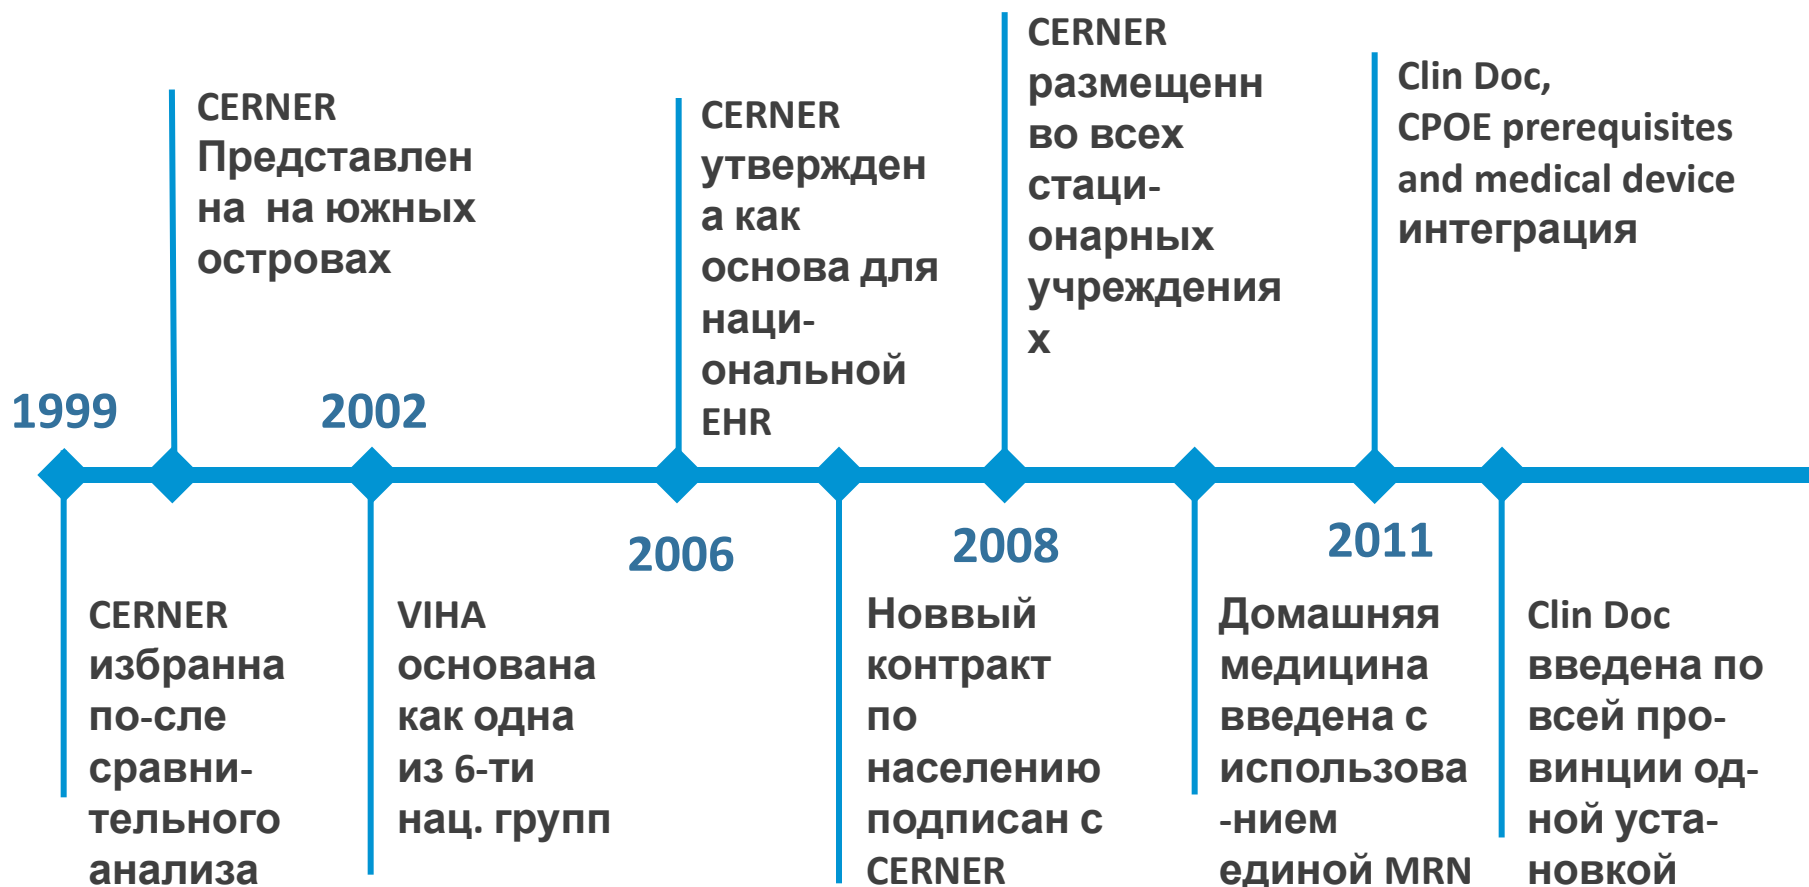 CERNER
Представлен
на на южных
островах
CERNER
утвержден
а как
основа для
наци-
ональной
EHR
CERNER
размещенн
во всех
стаци-
онарных
учреждения
х
Clin Doc,
CPOE prerequisites
and medical device
интеграция
1999
2002
2006
2008
2011
CERNER
избранна
по-сле
сравни-
тельного
анализа
VIHA
основана
как одна
из 6-ти
нац. групп
Новвый
контракт
по
населению
подписан с
CERNER
Домашняя
медицина
введена с
использова
-нием
единой MRN
Clin Doc
введена по
всей про-
винции од-
ной уста-
новкой